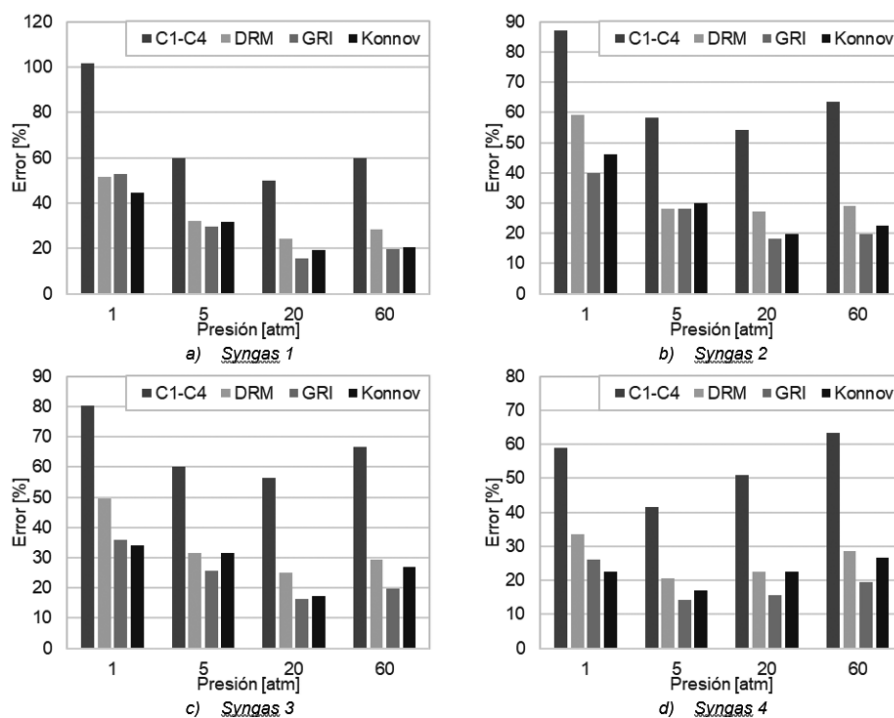 120
100
80
60
40
20
0
Error [%]
C1-C4 DRM GRI Konnov
1 5 20 60
Presión [atm]
a) Syngas 1
90
80
70
60
50
40
30
20
10
0
Error [%]
C1-C4 DRM GRI Konnov
1 5 20 60
Presión [atm]
b) Syngas 2
90
80
70
60
50
40
30
20
10
0
Error [%]
C1-C4 DRM GRI Konnov
1 5 20 60
Presión [atm]
c) Syngas 3
80
70
60
50
40
30
20
10
0
Error [%]
C1-C4 DRM GRI Konnov
1 5 20 60
Presión [atm]
d) Syngas 4